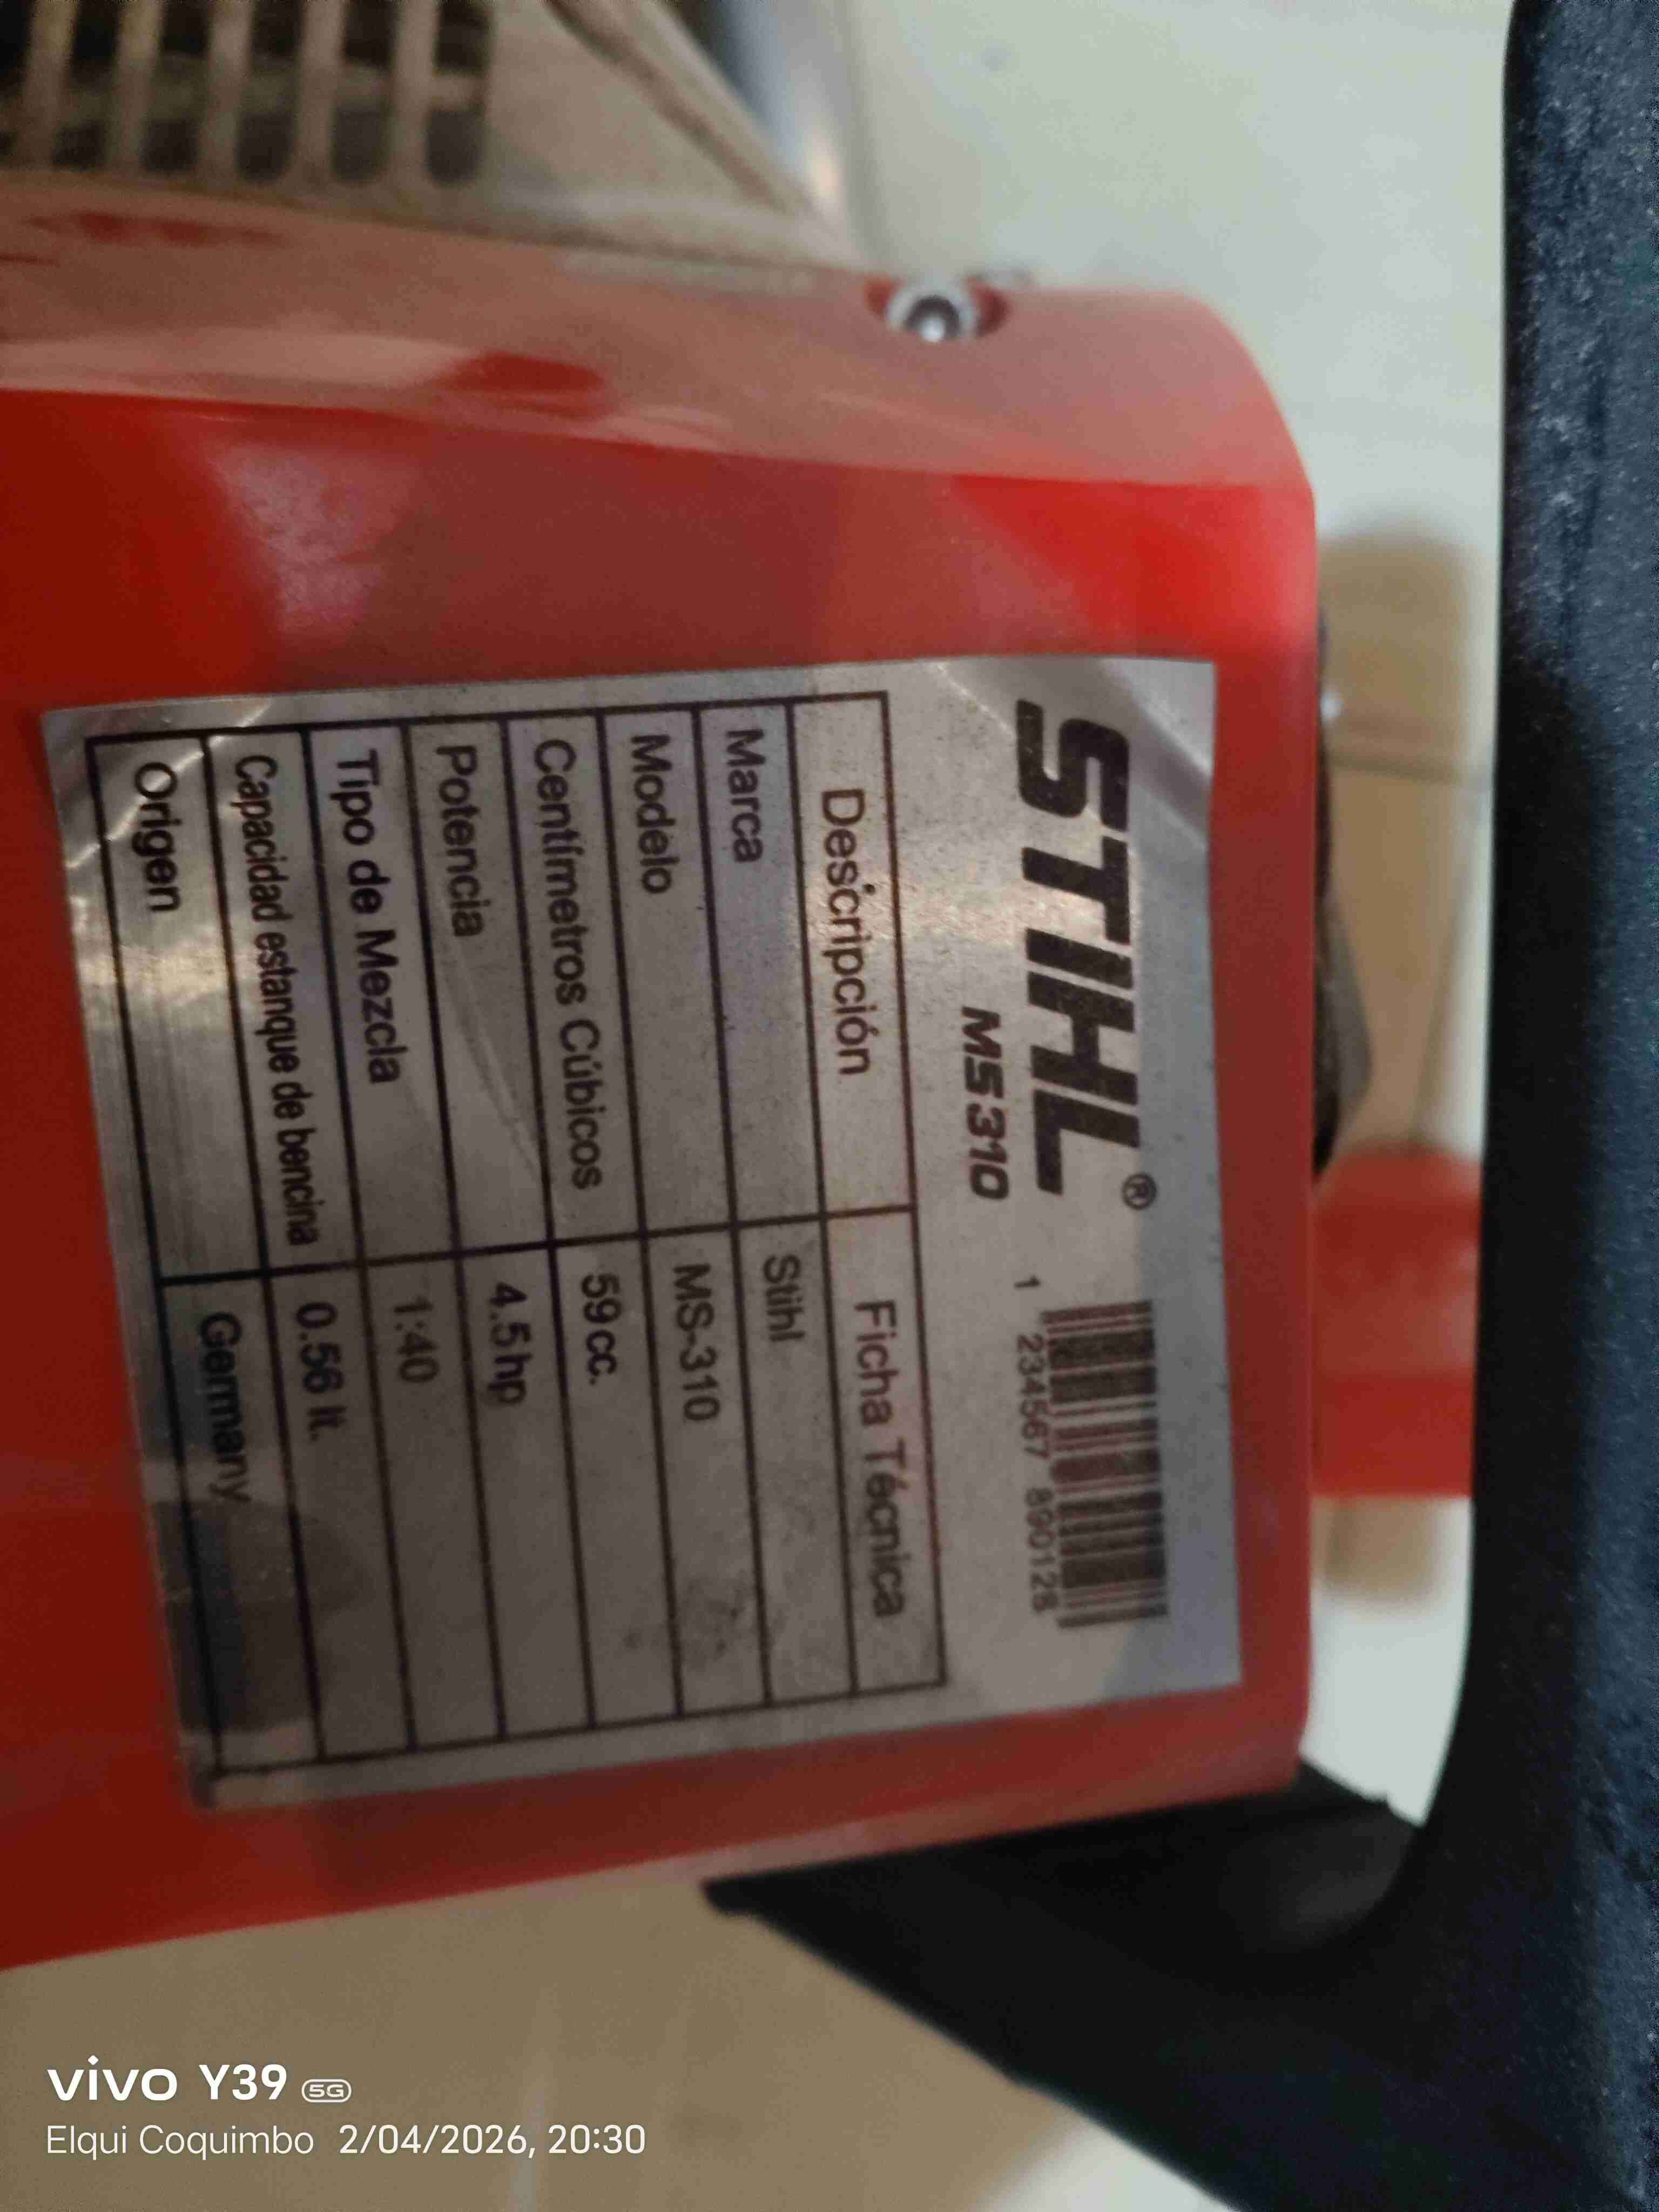 STIHL®
MS310
1 234567 890128
Descripción Ficha Técnica
Marca Stihl
Modelo MS-310
Centímetros Cúbicos 59 cc.
Potencia 4.5 hp
Tipo de Mezcla 1:40
Capacidad estanque de bencina 0.56 lt.
Origen Germany
vivo Y39 5G
Elqui Coquimbo 2/04/2026, 20:30